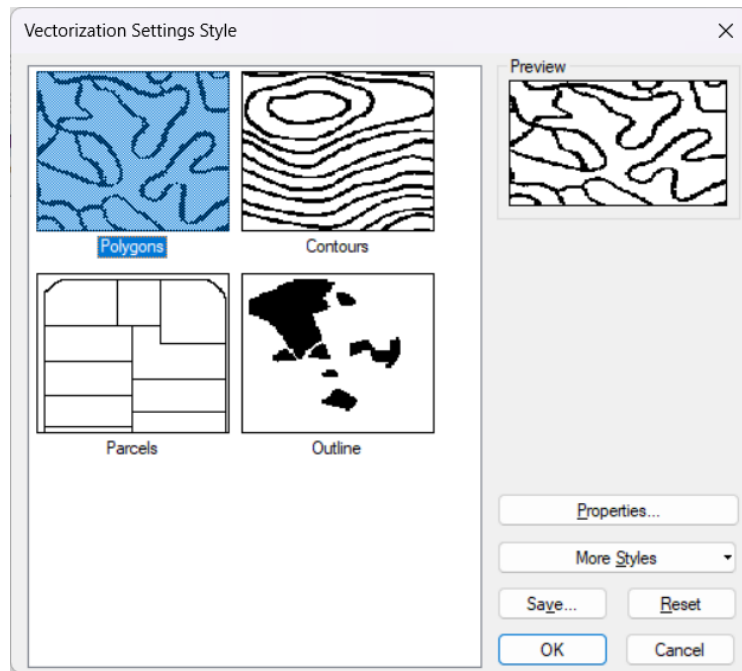 Vectorization Settings Style
Preview
Polygons
Contours
Parcels
Outline
Properties...
More Styles
Save...
Reset
OK
Cancel